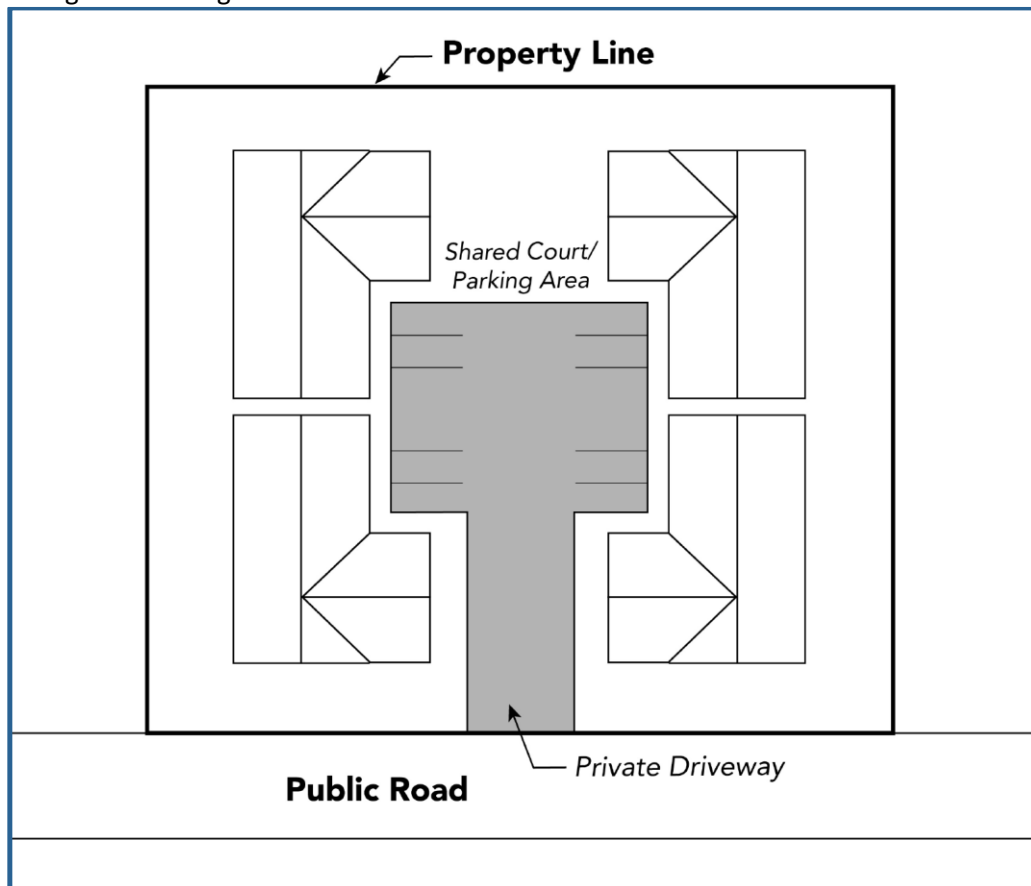 Property Line
Shared Court/
Parking Area
Private Driveway
Public Road